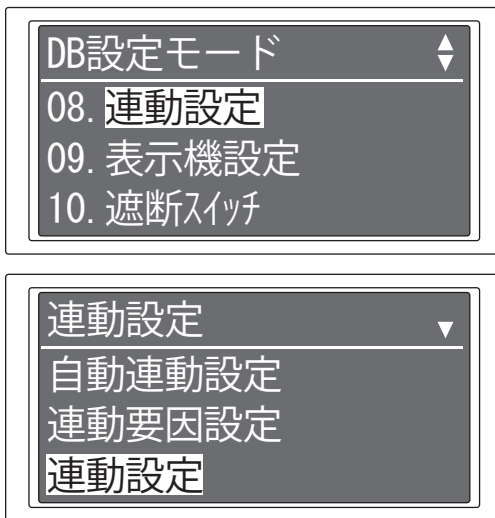 DB設定モード
08. 連動設定
09. 表示機設定
10. 遮断ｽｲｯﾁ
連動設定
自動連動設定
連動要因設定
連動設定